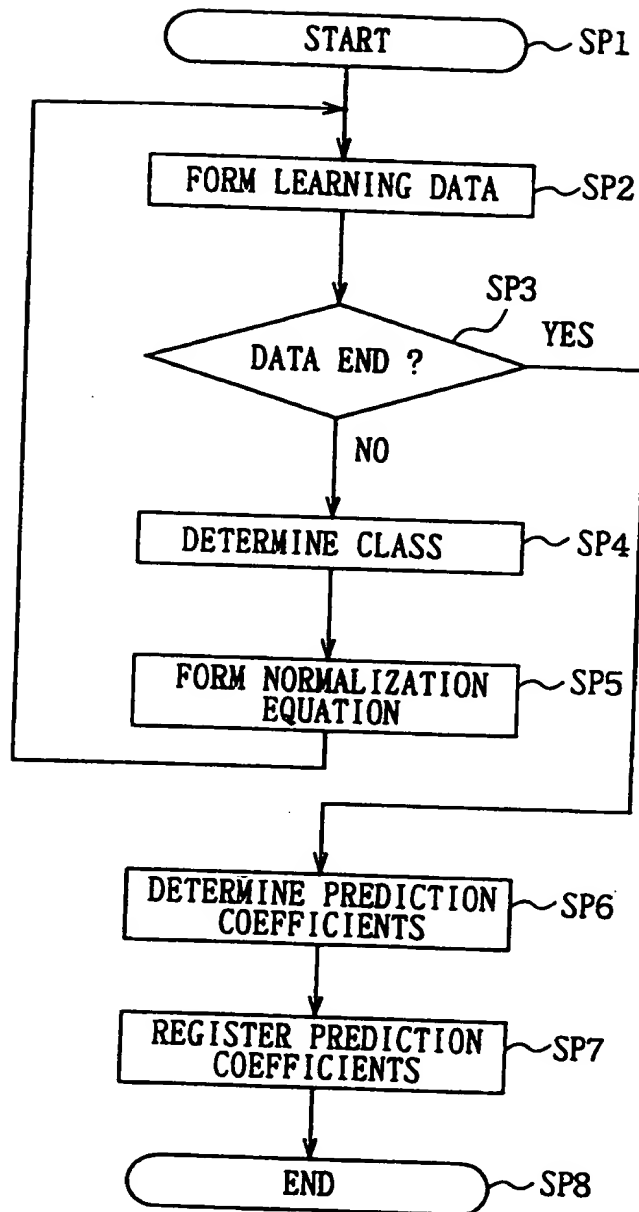 START SP1
FORM LEARNING DATA SP2
SP3
YES
DATA END ?
NO
DETERMINE CLASS SP4
FORM NORMALIZATION
EQUATION
SP5
DETERMINE PREDICTION
COEFFICIENTS
SP6
REGISTER PREDICTION
COEFFICIENTS
SP7
END SP8